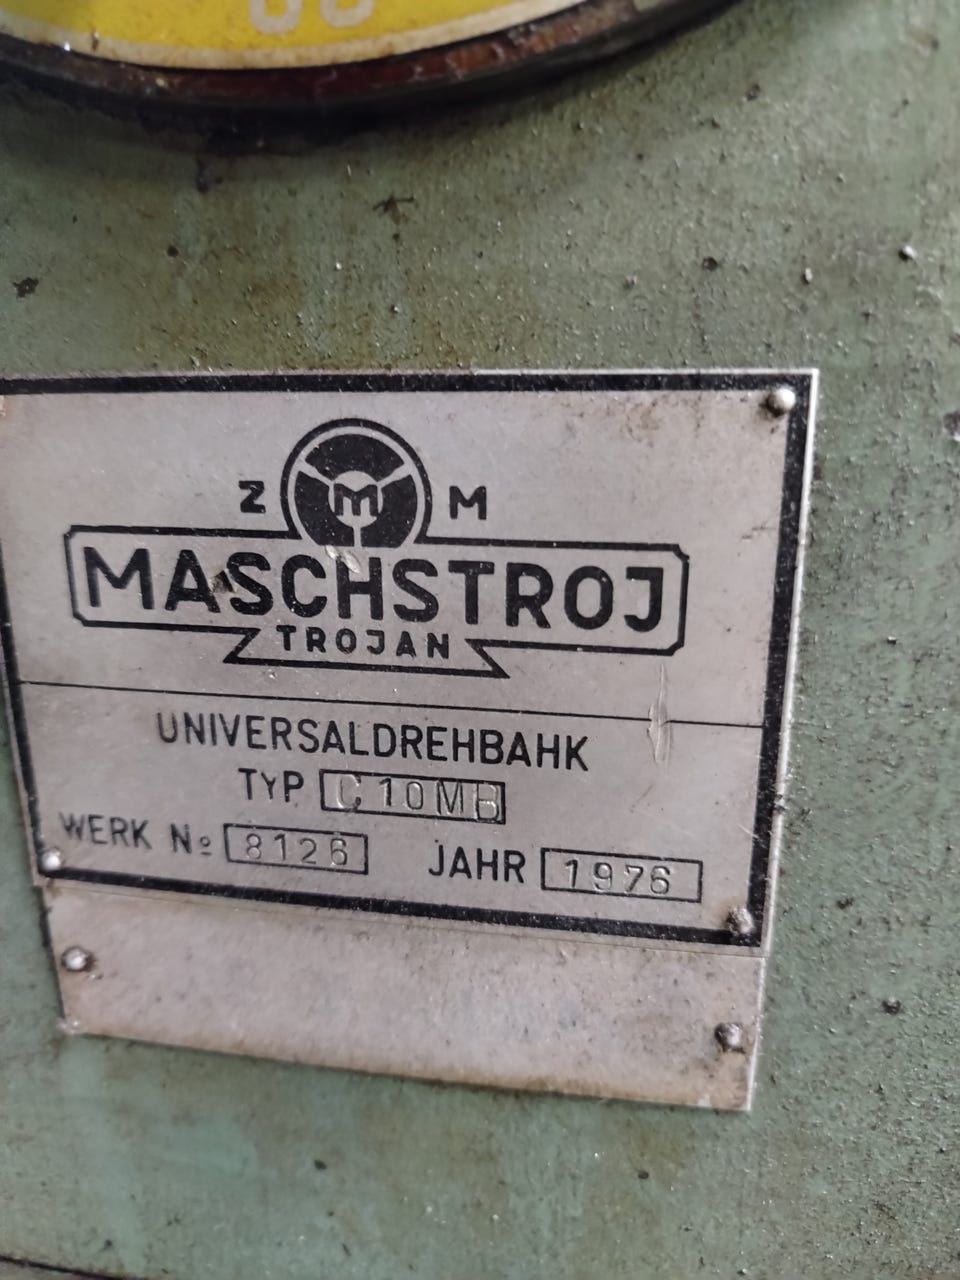 Z M M
MASCHSTROJ
TROJAN
UNIVERSALDREHBAHK
TYP C10MB
WERK No 8126 JAHR 1976